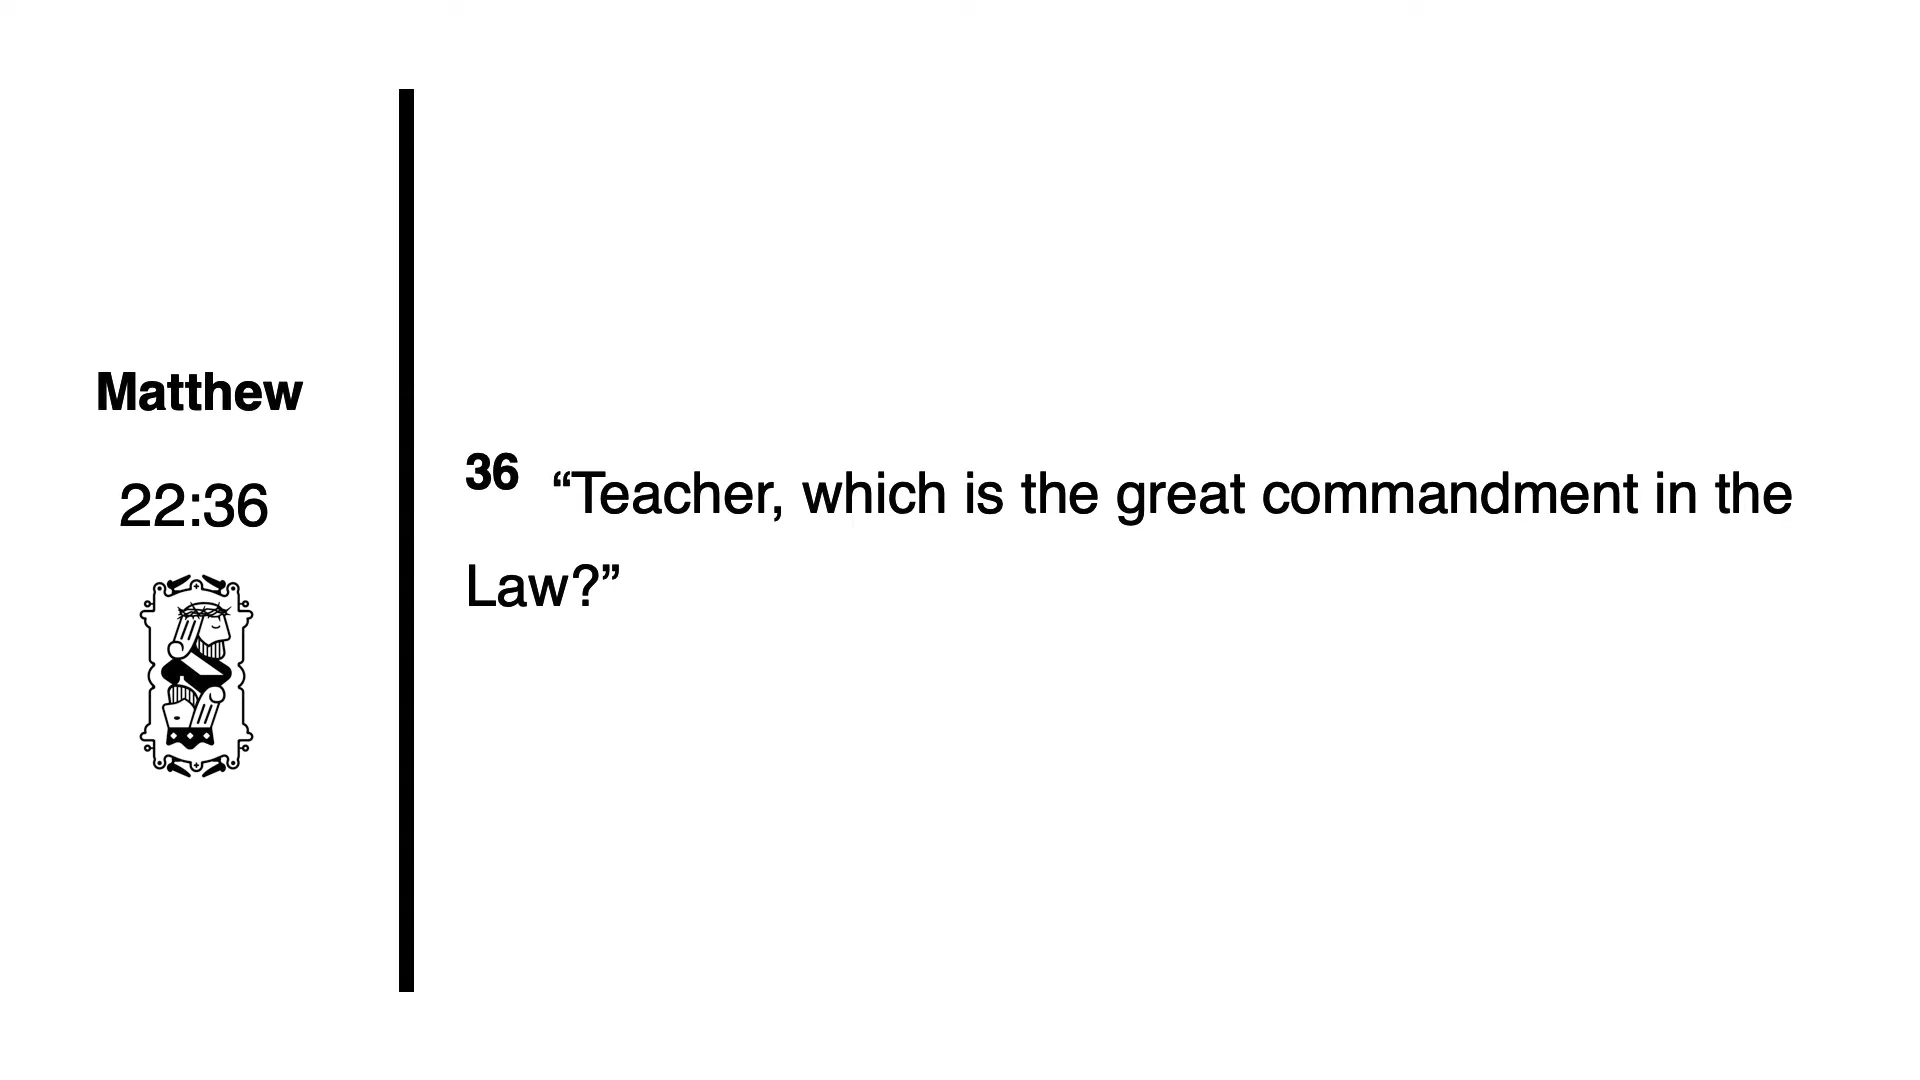 Matthew
22:36
36 “Teacher, which is the great commandment in the
Law?”